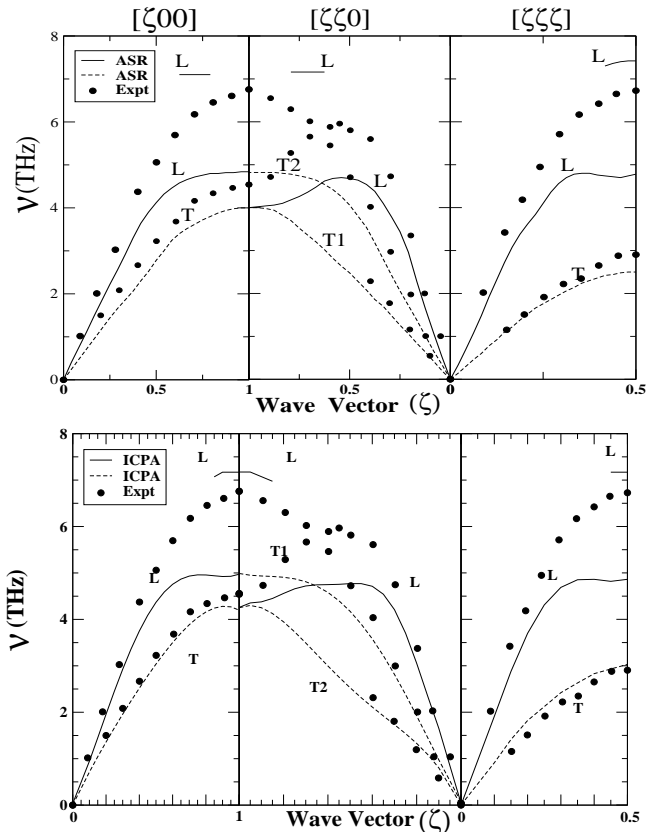 [ζ00] [ζζ0] [ζζζ]
8
ASR
ASR
Expt
L L L
6
ν(THz)
T2
L L L
4
T
T1
2
T
0
0 0.5 1 0.5 0 0.5
Wave Vector (ζ)
8
ICPA
ICPA
Expt
L L L
6
ν (THz)
T1
L L L
4
T T2
2
T
0
0 1 0 0.5
Wave Vector (ζ)